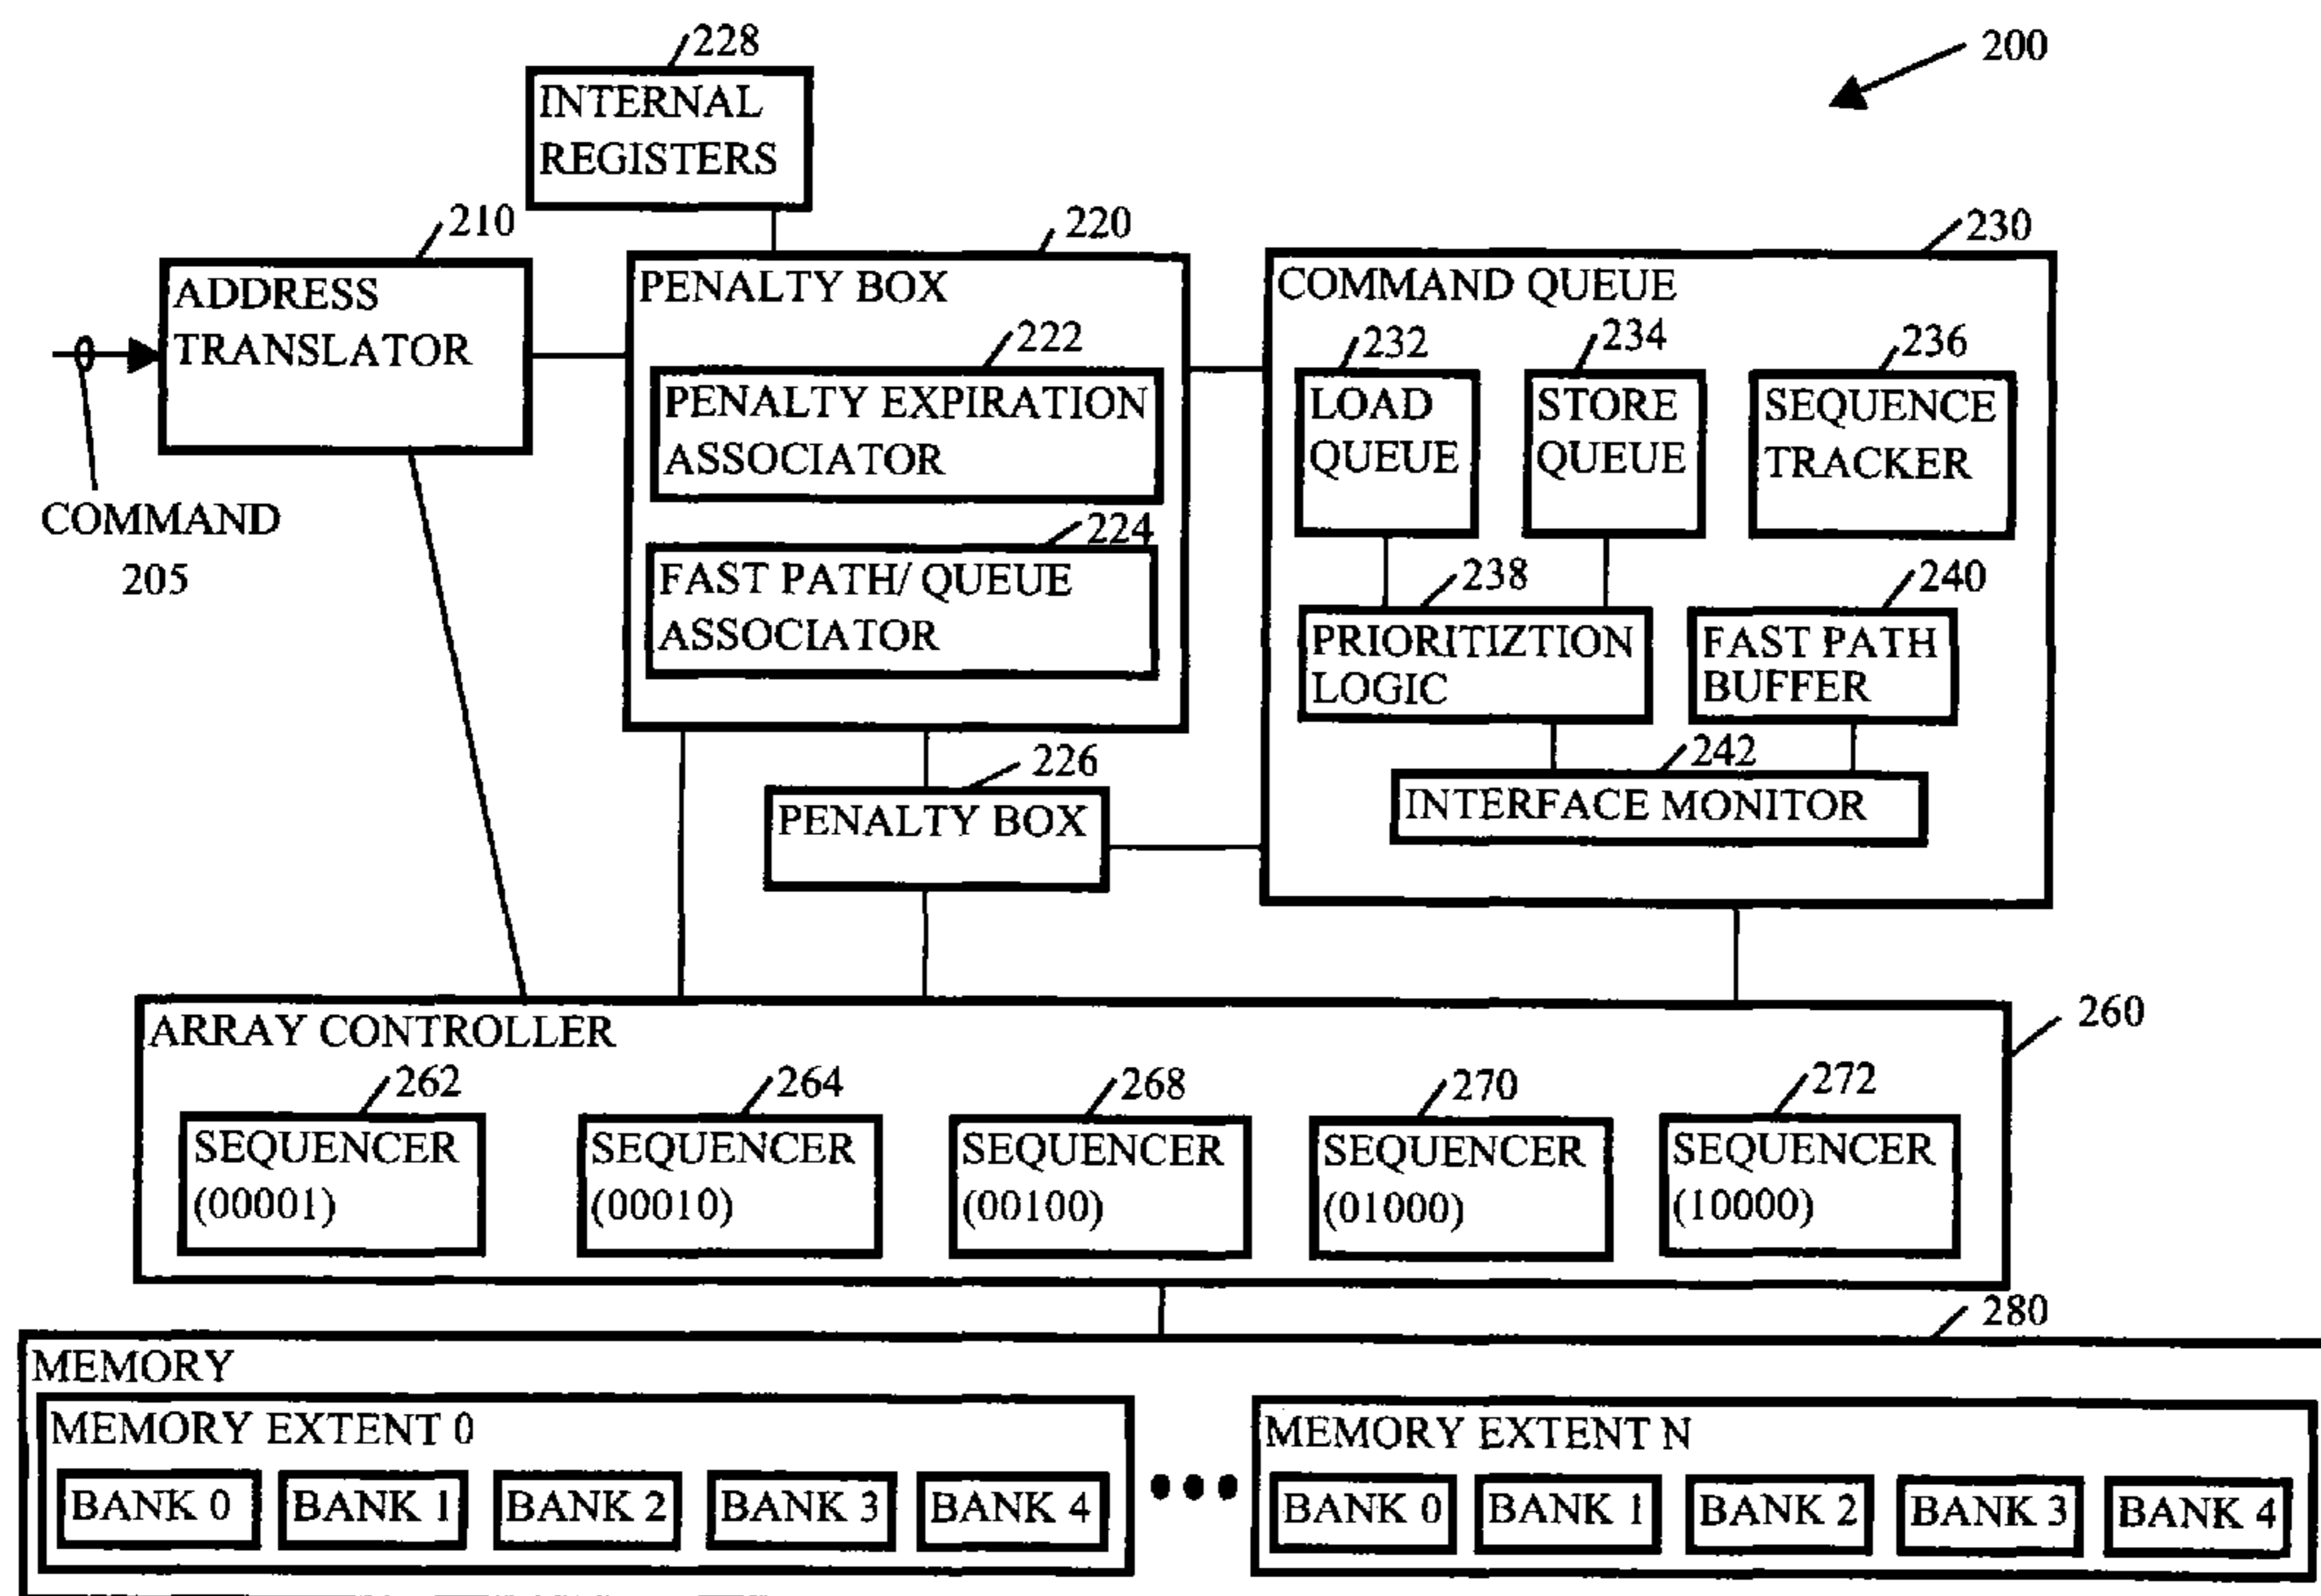 228
200
INTERNAL
REGISTERS
210
220
230
ADDRESS
TRANSLATOR
PENALTY BOX
COMMAND QUEUE
222
232
234
236
PENALTY EXPIRATION
ASSOCIATOR
LOAD
QUEUE
STORE
QUEUE
SEQUENCE
TRACKER
COMMAND
205
224
FAST PATH/ QUEUE
ASSOCIATOR
238
240
PRIORITIZTION
LOGIC
FAST PATH
BUFFER
226
242
PENALTY BOX
INTERFACE MONITOR
ARRAY CONTROLLER
260
262
264
268
270
272
SEQUENCER
(00001)
SEQUENCER
(00010)
SEQUENCER
(00100)
SEQUENCER
(01000)
SEQUENCER
(10000)
280
MEMORY
MEMORY EXTENT 0
BANK 0
BANK 1
BANK 2
BANK 3
BANK 4
MEMORY EXTENT N
BANK 0
BANK 1
BANK 2
BANK 3
BANK 4